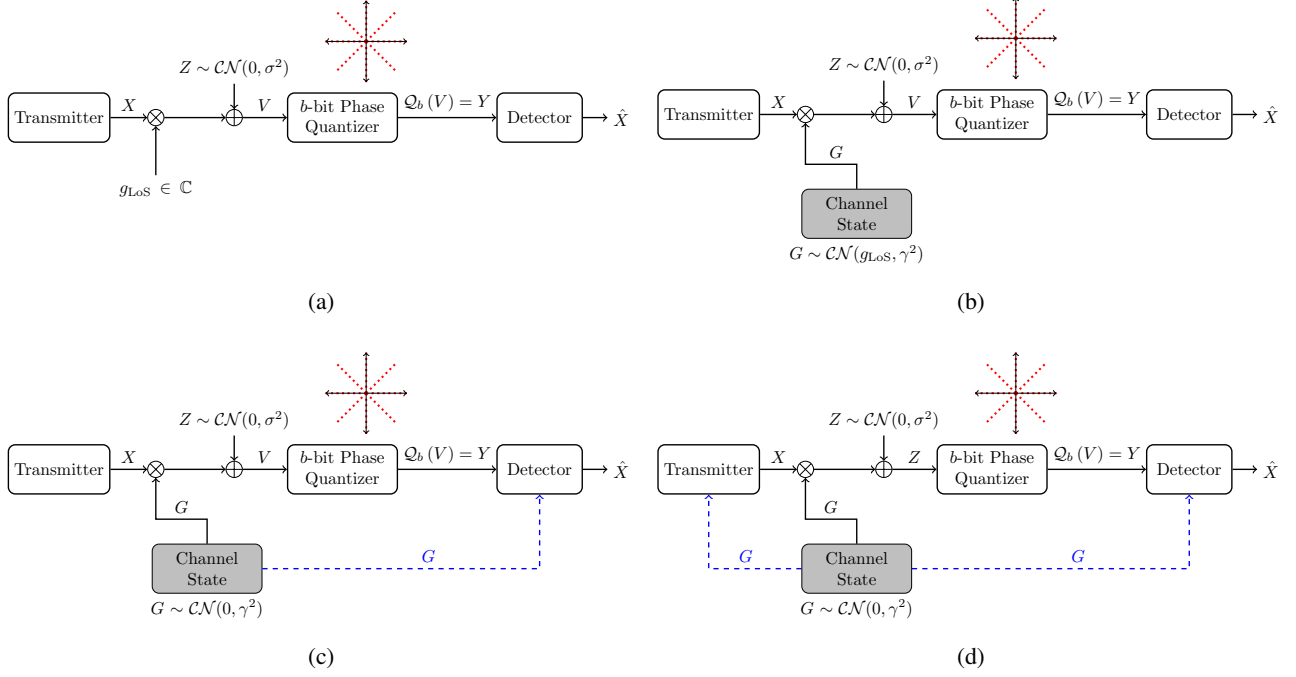 Z ∼ 𝒞𝒩(0, σ²)
Transmitter
X
V
b-bit Phase
Quantizer
𝒬_b (V) = Y
Detector
X̂
g_LoS ∈ ℂ
(a)
Z ∼ 𝒞𝒩(0, σ²)
Transmitter
X
V
b-bit Phase
Quantizer
𝒬_b (V) = Y
Detector
X̂
G
Channel
State
G ∼ 𝒞𝒩(g_LoS, γ²)
(b)
Z ∼ 𝒞𝒩(0, σ²)
Transmitter
X
V
b-bit Phase
Quantizer
𝒬_b (V) = Y
Detector
X̂
G
Channel
State
G
G ∼ 𝒞𝒩(0, γ²)
(c)
Z ∼ 𝒞𝒩(0, σ²)
Transmitter
X
Z
b-bit Phase
Quantizer
𝒬_b (V) = Y
Detector
X̂
G
G
Channel
State
G
G ∼ 𝒞𝒩(0, γ²)
(d)